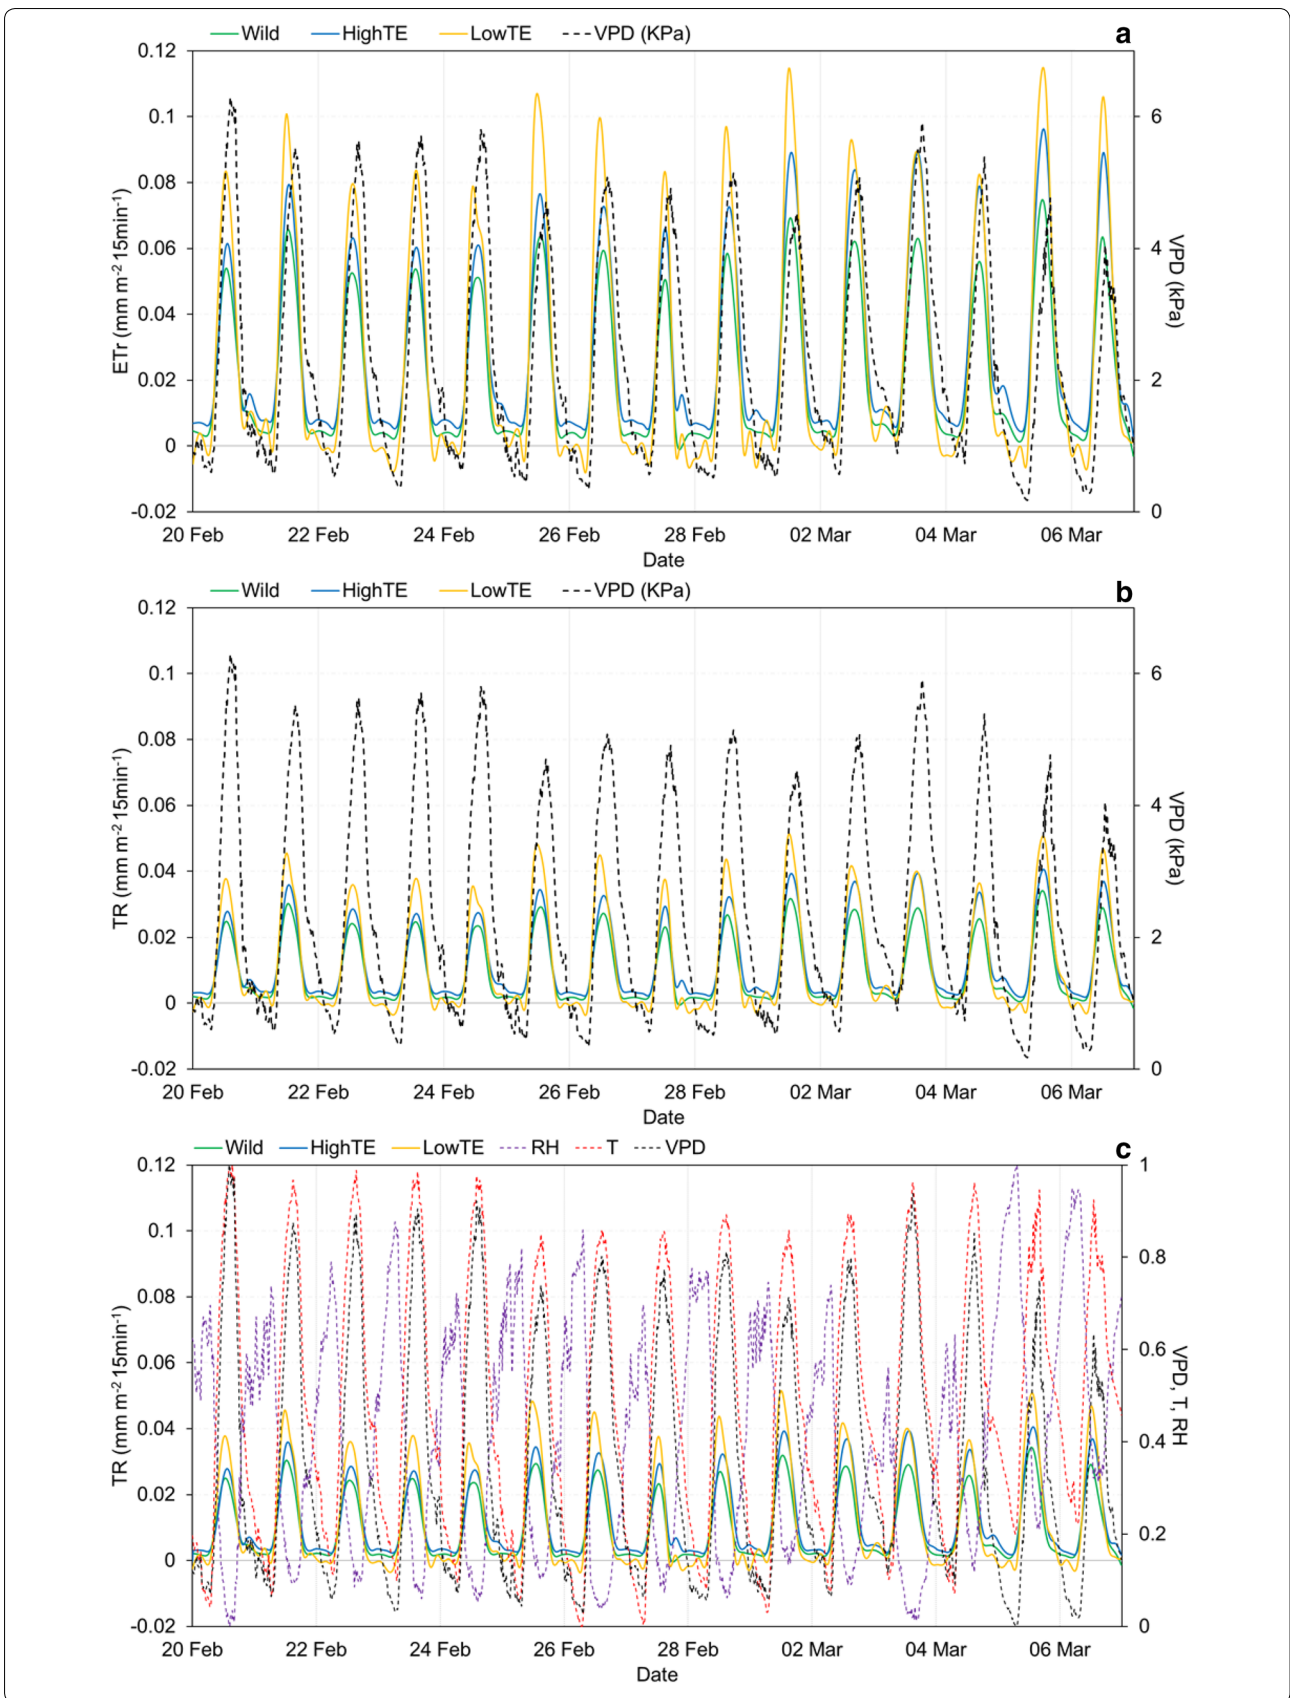 Wild HighTE LowTE VPD (KPa) a
0.12
0.1 6
0.08
0.06 4
0.04
0.02 2
0
-0.02 0
ETr (mm m-2 15min-1)
VPD (kPa)
20 Feb 22 Feb 24 Feb 26 Feb 28 Feb 02 Mar 04 Mar 06 Mar
Date
Wild HighTE LowTE VPD (KPa) b
0.12
0.1 6
0.08
0.06 4
0.04
0.02 2
0
-0.02 0
TR (mm m-2 15min-1)
VPD (kPa)
20 Feb 22 Feb 24 Feb 26 Feb 28 Feb 02 Mar 04 Mar 06 Mar
Date
Wild HighTE LowTE RH T VPD c
0.12 1
0.1
0.08 0.8
0.06 0.6
0.04 0.4
0.02
0 0.2
-0.02 0
TR (mm m-2 15min-1)
VPD, T, RH
20 Feb 22 Feb 24 Feb 26 Feb 28 Feb 02 Mar 04 Mar 06 Mar
Date